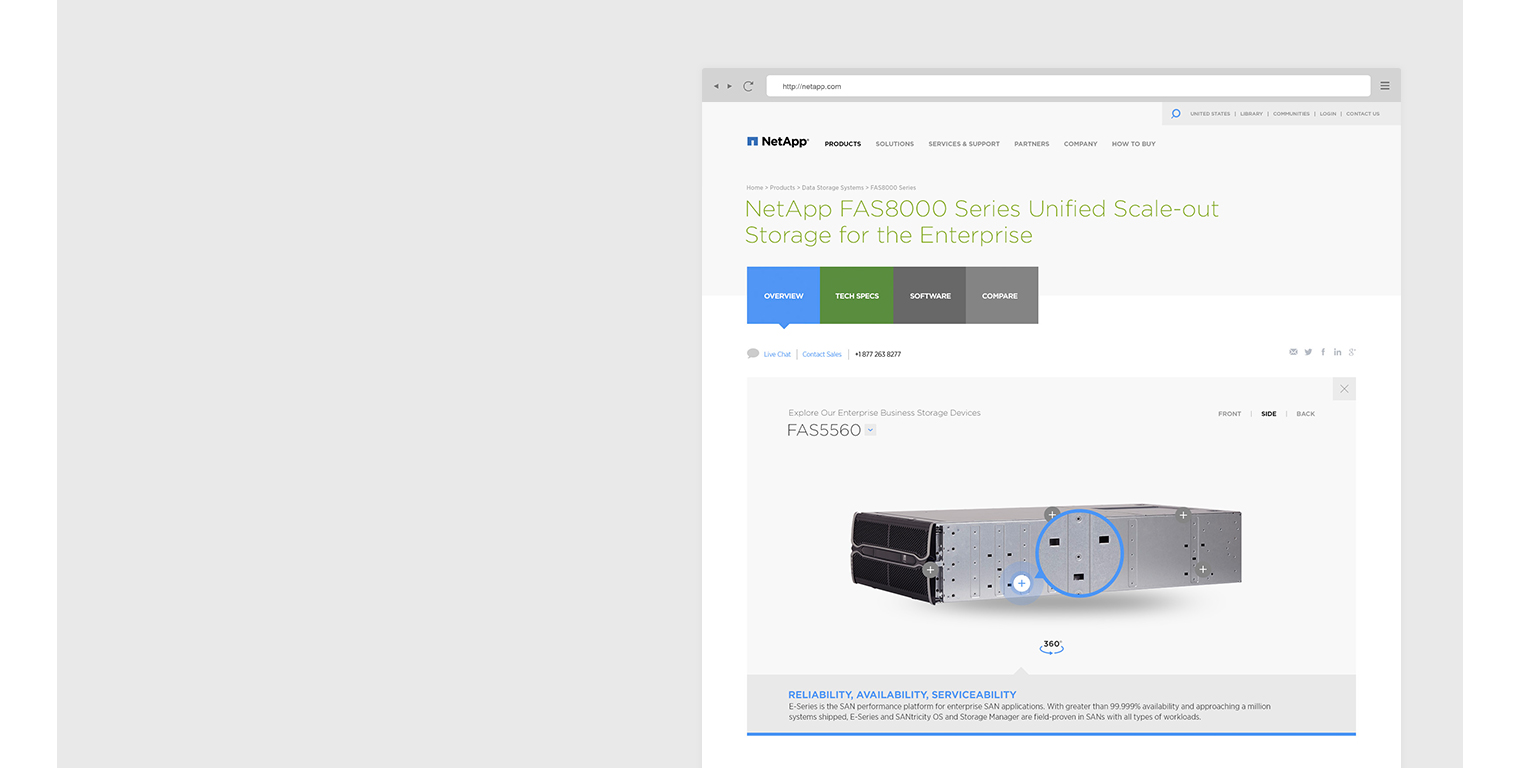 http://netapp.com
UNITED STATES | LIBRARY | COMMUNITIES | LOGIN | CONTACT US
NetApp®
PRODUCTS SOLUTIONS SERVICES & SUPPORT PARTNERS COMPANY HOW TO BUY
Home > Products > Data Storage Systems > FAS8000 Series
NetApp FAS8000 Series Unified Scale-out
Storage for the Enterprise
OVERVIEW TECH SPECS SOFTWARE COMPARE
Live Chat | Contact Sales | +1 877 263 8277
Explore Our Enterprise Business Storage Devices
FRONT | SIDE | BACK
FAS5560
360°
RELIABILITY, AVAILABILITY, SERVICEABILITY
E-Series is the SAN performance platform for enterprise SAN applications. With greater than 99.999% availability and approaching a million
systems shipped, E-Series and SANtricity OS and Storage Manager are field-proven in SANs with all types of workloads.